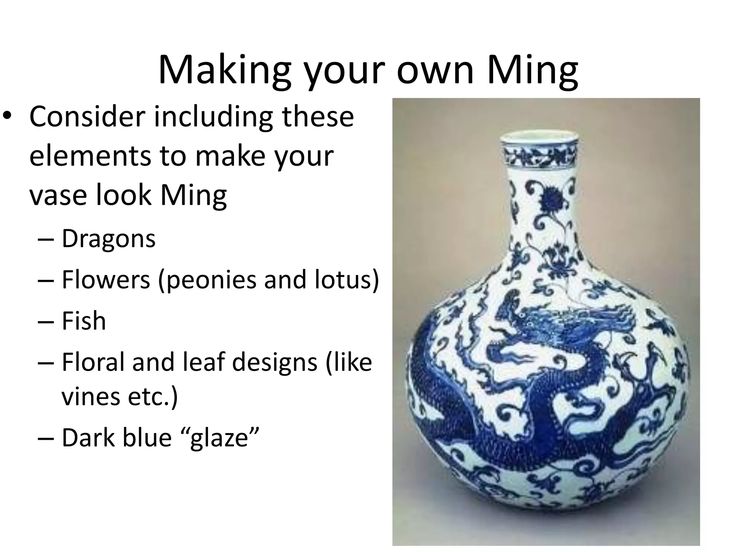 Making your own Ming
• Consider including these
elements to make your
vase look Ming
– Dragons
– Flowers (peonies and lotus)
– Fish
– Floral and leaf designs (like
vines etc.)
– Dark blue “glaze”